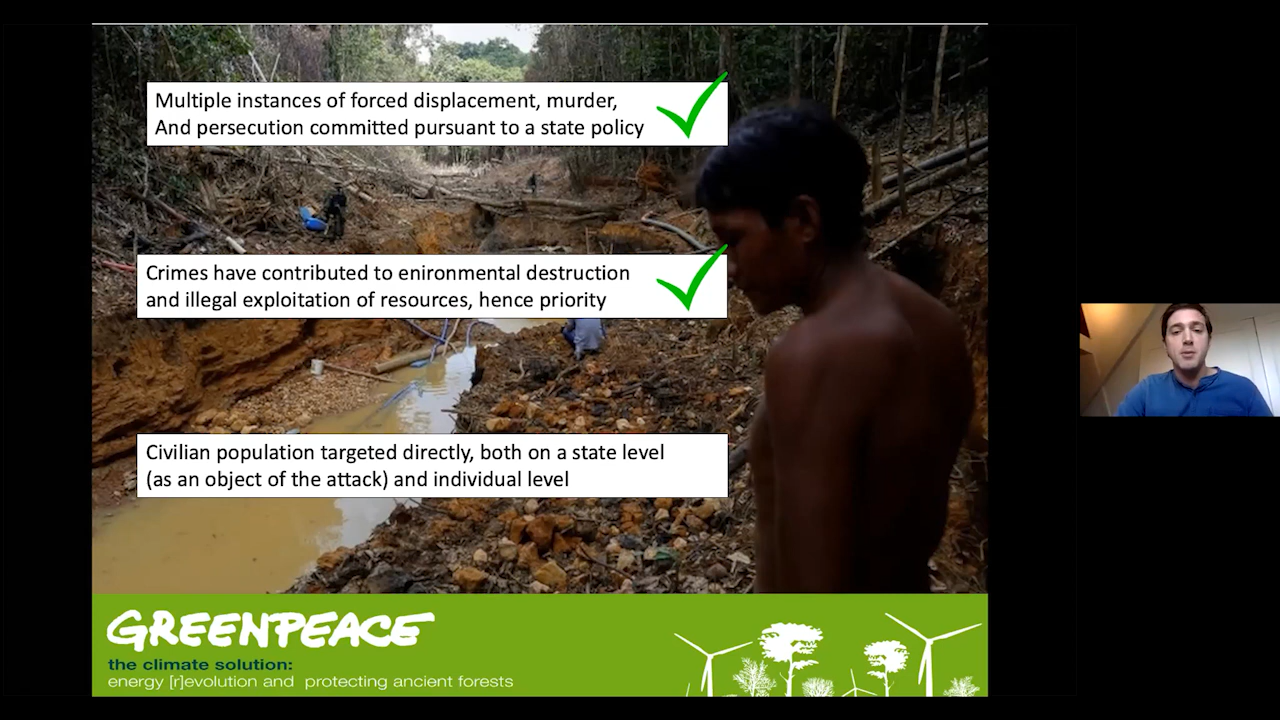 Multiple instances of forced displacement, murder,
And persecution committed pursuant to a state policy
Crimes have contributed to enironmental destruction
and illegal exploitation of resources, hence priority
Civilian population targeted directly, both on a state level
(as an object of the attack) and individual level
GREENPEACE
the climate solution:
energy [r]evolution and protecting ancient forests